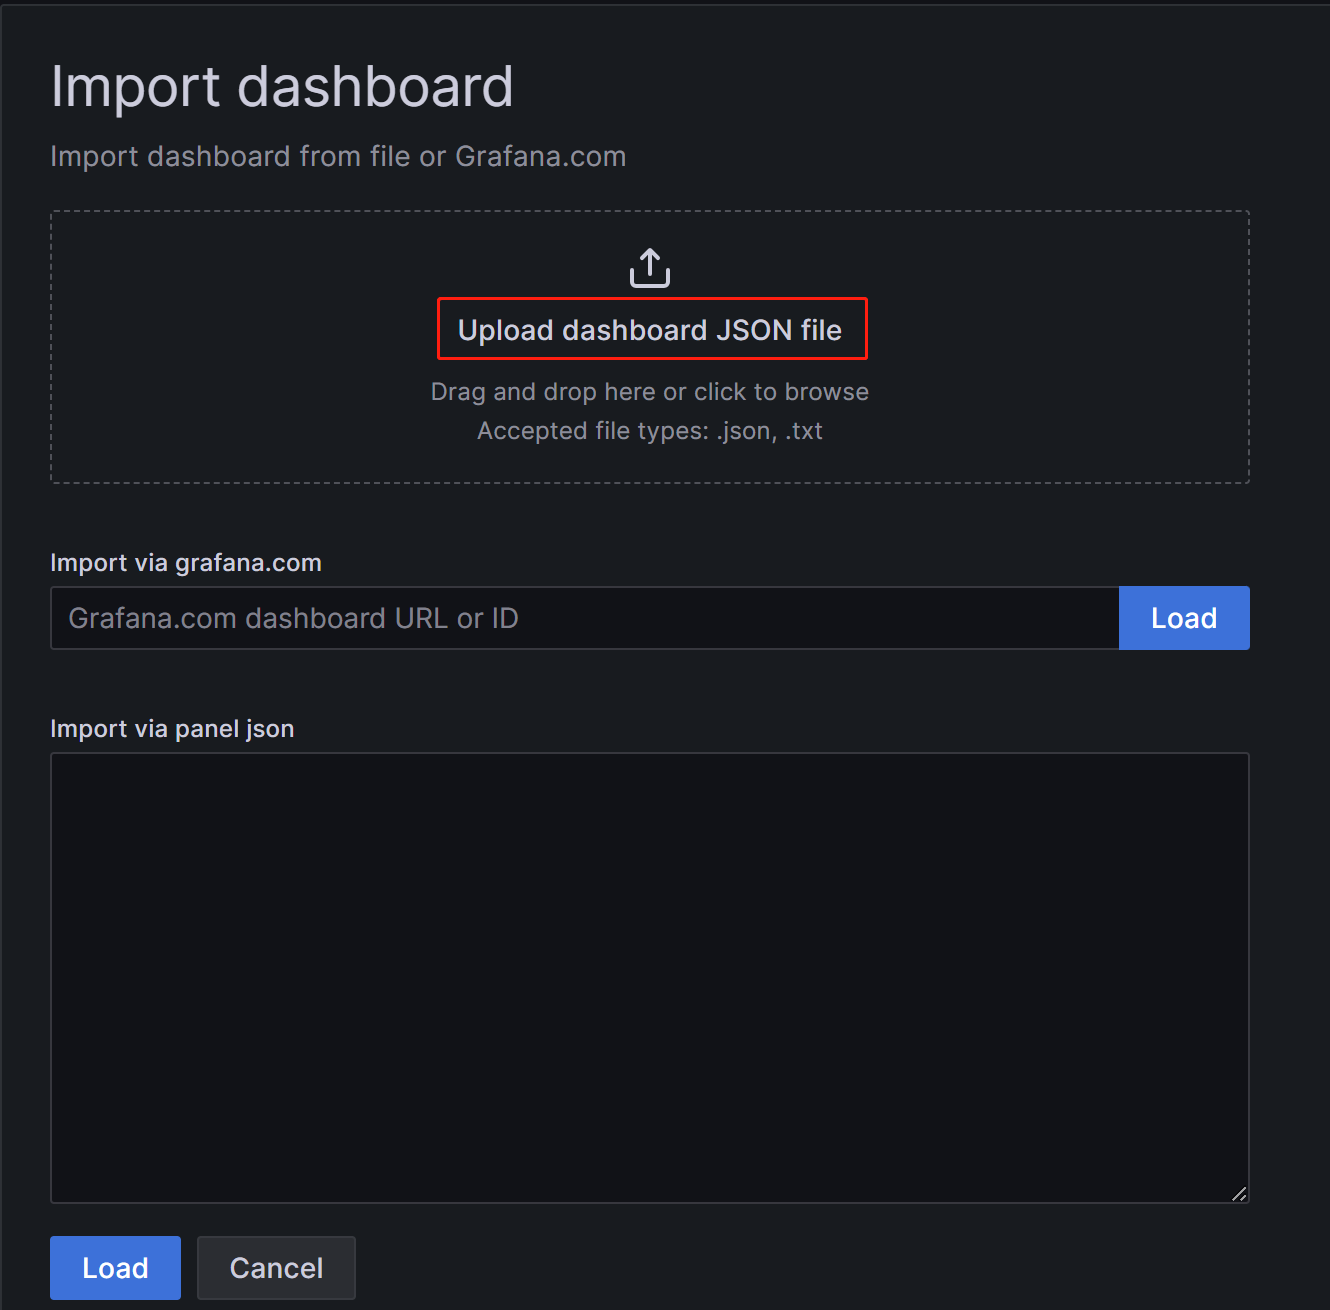 Import dashboard
Import dashboard from file or Grafana.com
Upload dashboard JSON file
Drag and drop here or click to browse
Accepted file types: .json, .txt
Import via grafana.com
Grafana.com dashboard URL or ID
Load
Import via panel json
Load
Cancel